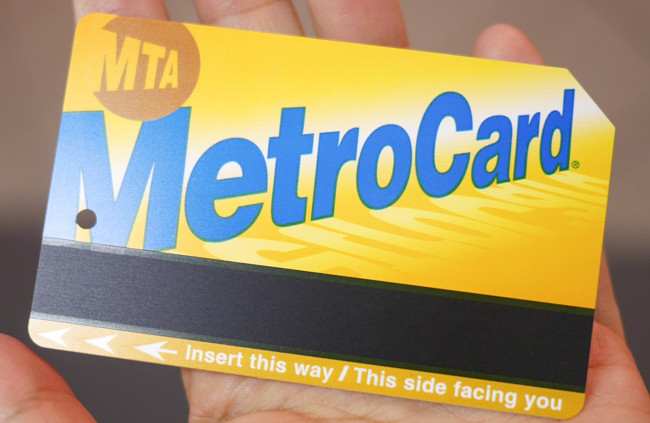 MTA
MetroCard®
Insert this way / This side facing you